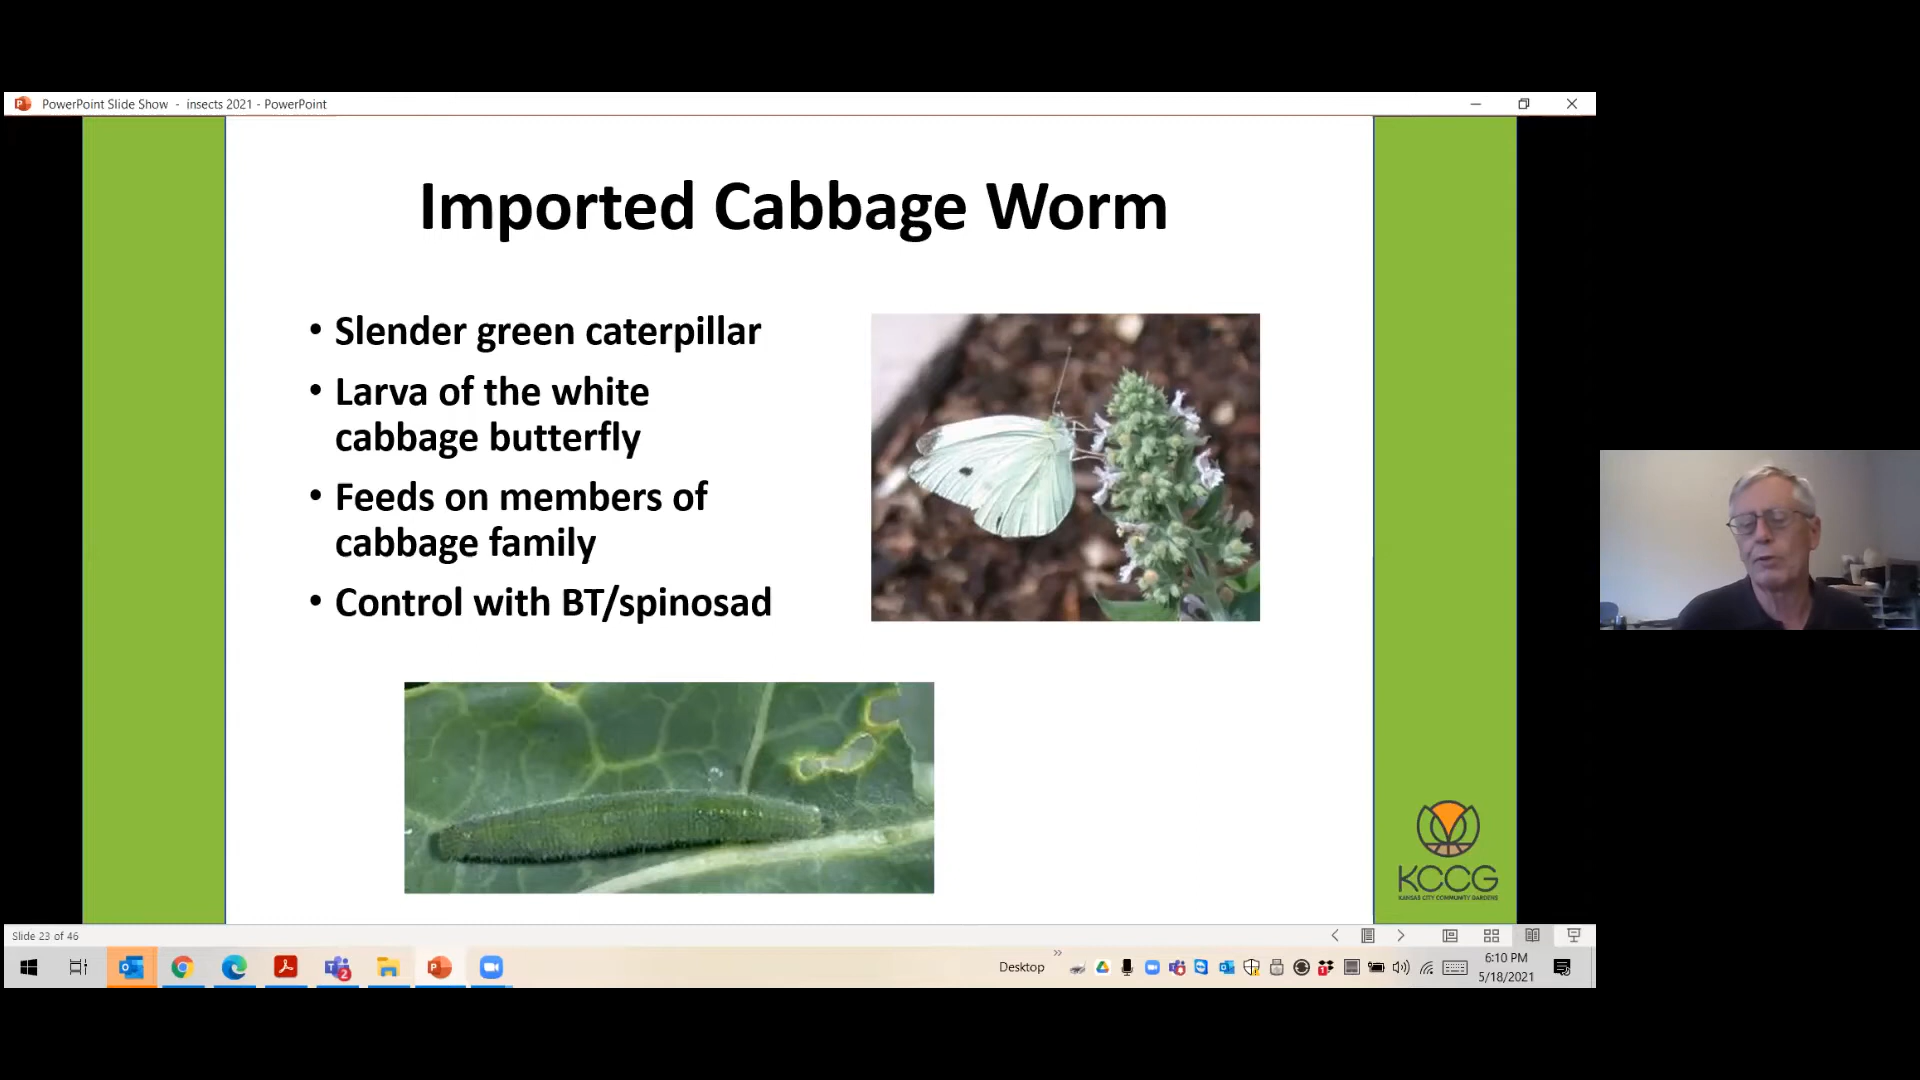 PowerPoint Slide Show - insects 2021 - PowerPoint
Imported Cabbage Worm
• Slender green caterpillar
• Larva of the white
cabbage butterfly
• Feeds on members of
cabbage family
• Control with BT/spinosad
KCCG
KANSAS CITY COMMUNITY GARDENS
Slide 23 of 46
Desktop
6:10 PM
5/18/2021